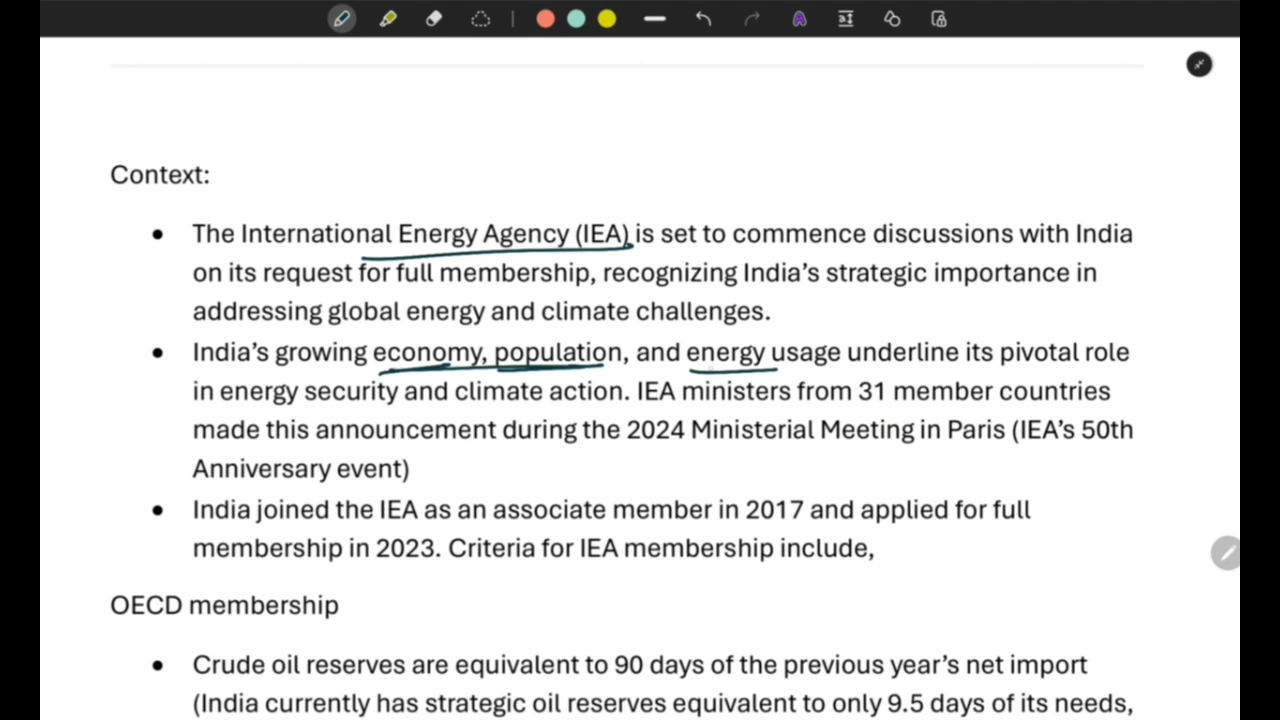 Context:
The International Energy Agency (IEA) is set to commence discussions with India
on its request for full membership, recognizing India's strategic importance in
addressing global energy and climate challenges.
India's growing economy, population, and energy usage underline its pivotal role
in energy security and climate action. IEA ministers from 31 member countries
made this announcement during the 2024 Ministerial Meeting in Paris (IEA's 50th
Anniversary event)
India joined the IEA as an associate member in 2017 and applied for full
membership in 2023. Criteria for IEA membership include,
OECD membership
Crude oil reserves are equivalent to 90 days of the previous year's net import
(India currently has strategic oil reserves equivalent to only 9.5 days of its needs,